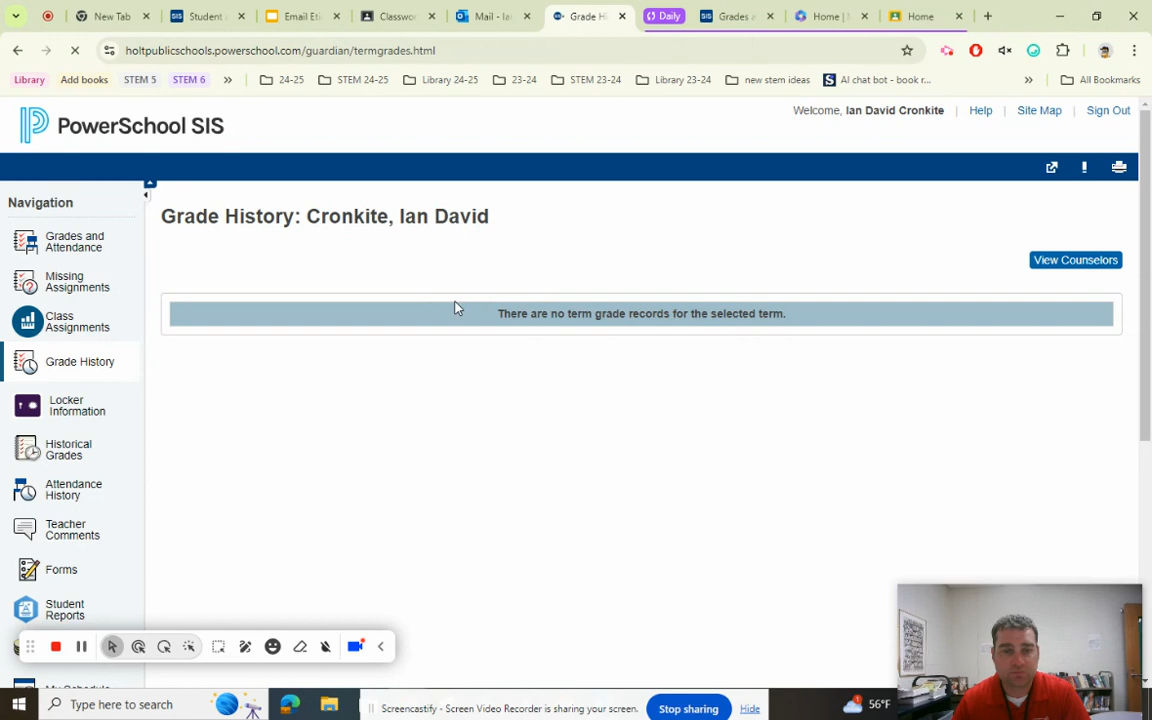 New Tab
Student a
Email Eti
Classwo
Mail - Ia
Grade Hi
Daily
Grades a
Home | M
Home
holtpublicschools.powerschool.com/guardian/termgrades.html
Library
Add books
STEM 5
STEM 6
24-25
STEM 24-25
Library 24-25
23-24
STEM 23-24
Library 23-24
new stem ideas
AI chat bot - book r...
All Bookmarks
Welcome, Ian David Cronkite
Help
Site Map
Sign Out
PowerSchool SIS
Navigation
Grades and
Attendance
Missing
Assignments
Class
Assignments
Grade History
Locker
Information
Historical
Grades
Attendance
History
Teacher
Comments
Forms
Student
Reports
Grade History: Cronkite, Ian David
View Counselors
There are no term grade records for the selected term.
My Schedule
Type here to search
Screencastify - Screen Video Recorder is sharing your screen.
Stop sharing
Hide
56°F